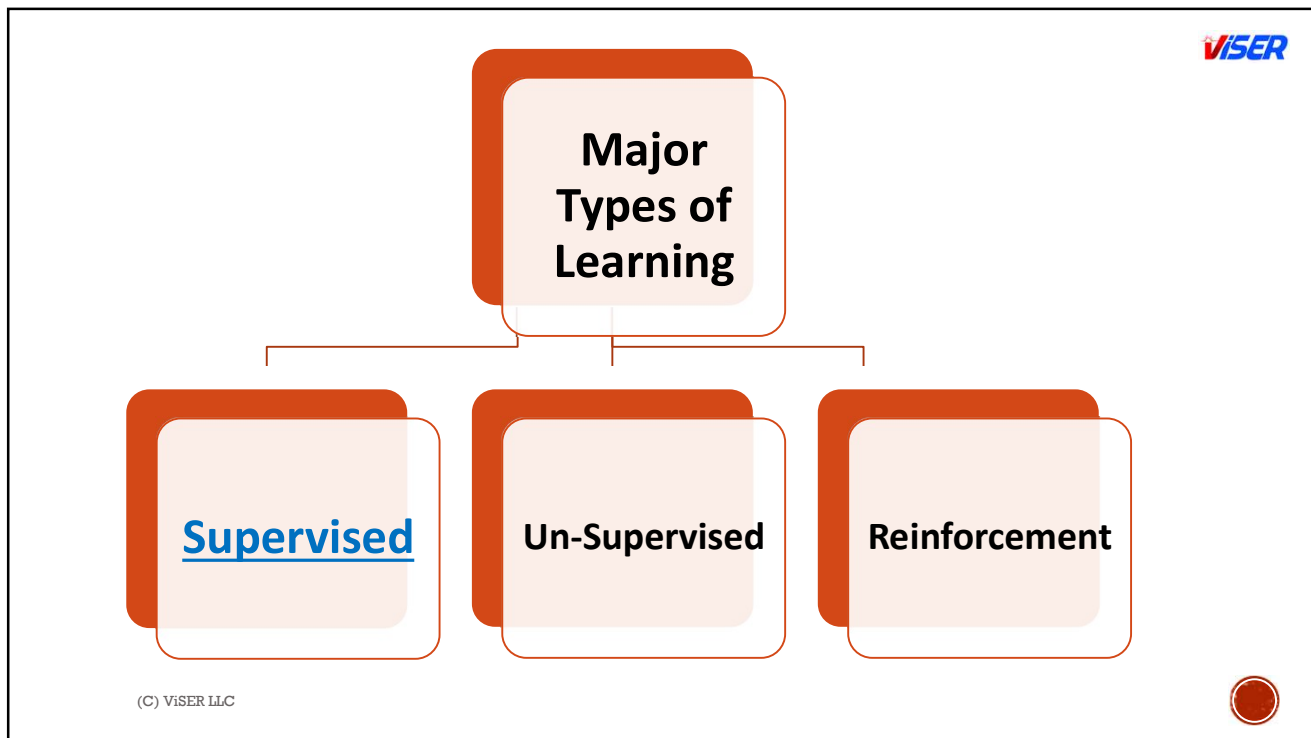 ViSER
Major
Types of
Learning
Supervised
Un-Supervised
Reinforcement
(C) ViSER LLC